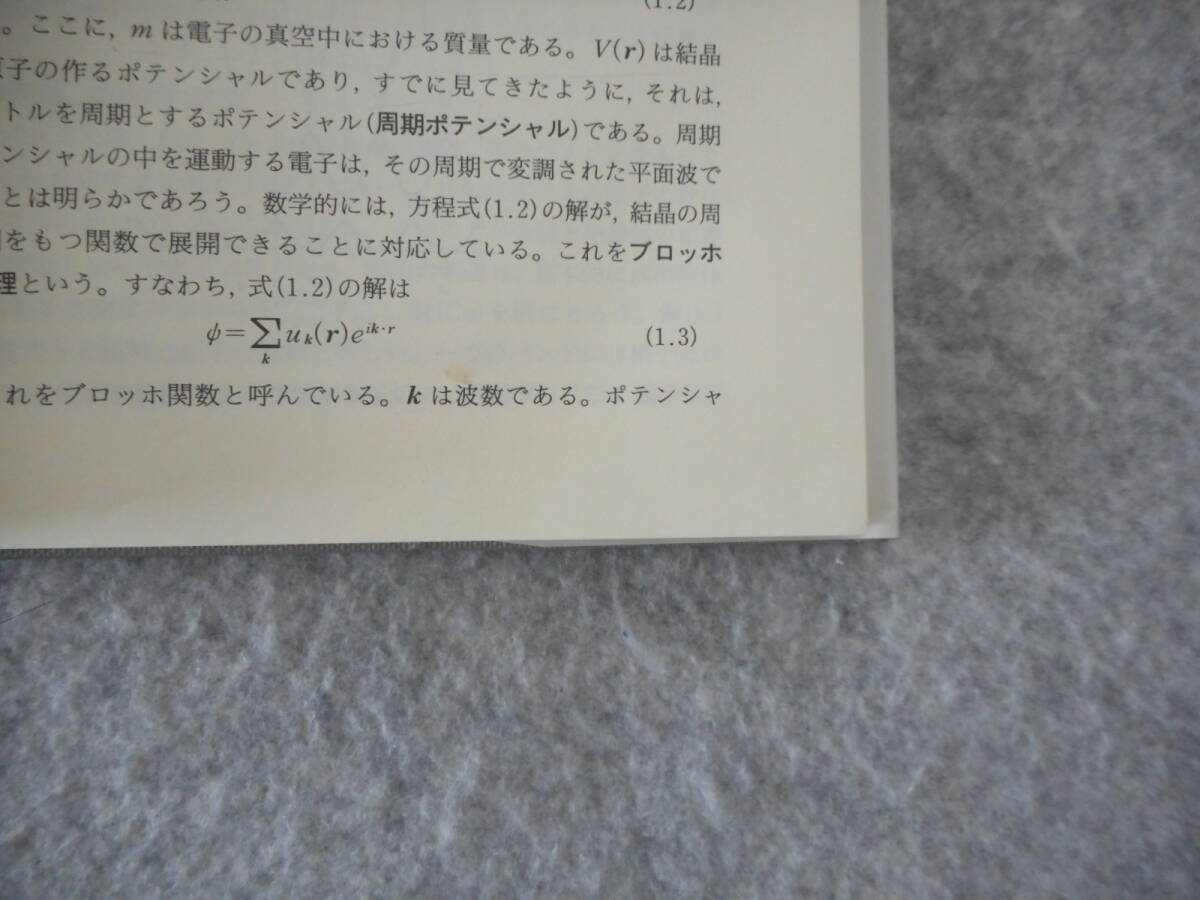 (1.2)
。ここに, mは電子の真空中における質量である。V(r)は結晶
原子の作るポテンシャルであり, すでに見てきたように, それは,
トルを周期とするポテンシャル(周期ポテンシャル)である。周期
ンシャルの中を運動する電子は, その周期で変調された平面波で
とは明らかであろう。数学的には, 方程式(1.2)の解が, 結晶の周
をもつ関数で展開できることに対応している。これをブロッホ
理という。すなわち, 式(1.2)の解は
ψ=∑_k u_k(r)e^{ik·r} (1.3)
れをブロッホ関数と呼んでいる。kは波数である。ポテンシャ